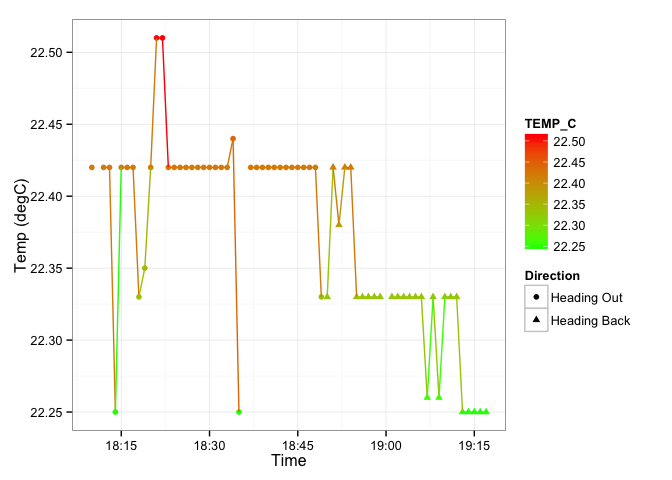 Temp (degC)
22.50
22.45
22.40
22.35
22.30
22.25
18:15
18:30
18:45
19:00
19:15
Time
TEMP_C
22.50
22.45
22.40
22.35
22.30
22.25
Direction
Heading Out
Heading Back